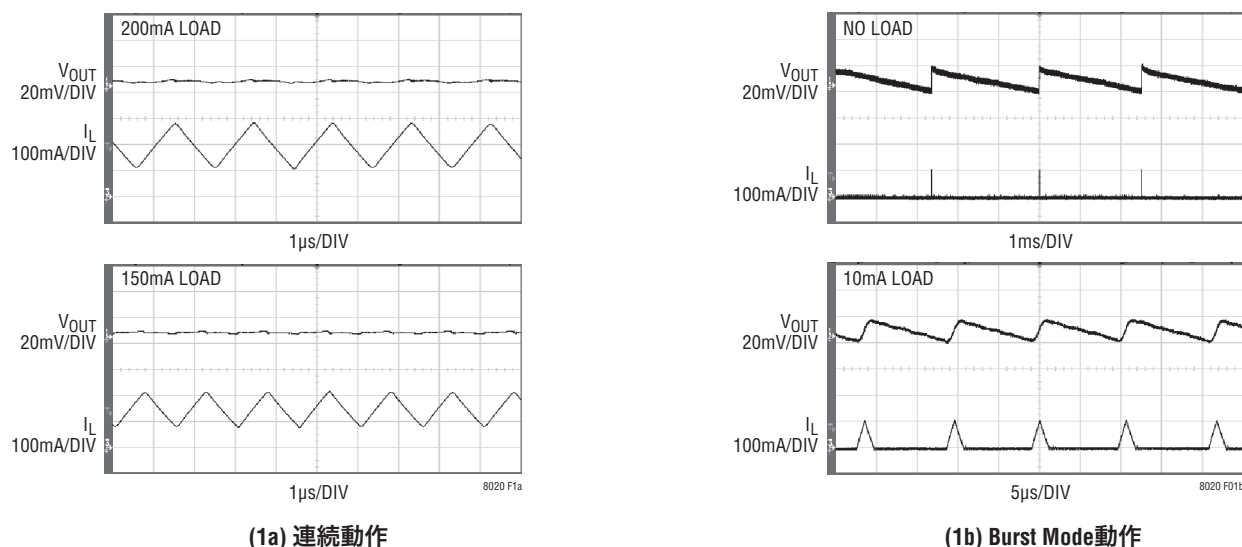 200mA LOAD
VOUT
20mV/DIV
IL
100mA/DIV
1µs/DIV
150mA LOAD
VOUT
20mV/DIV
IL
100mA/DIV
1µs/DIV
8020 F1a
(1a) 連続動作
NO LOAD
VOUT
20mV/DIV
IL
100mA/DIV
1ms/DIV
10mA LOAD
VOUT
20mV/DIV
IL
100mA/DIV
5µs/DIV
8020 F01b
(1b) Burst Mode動作